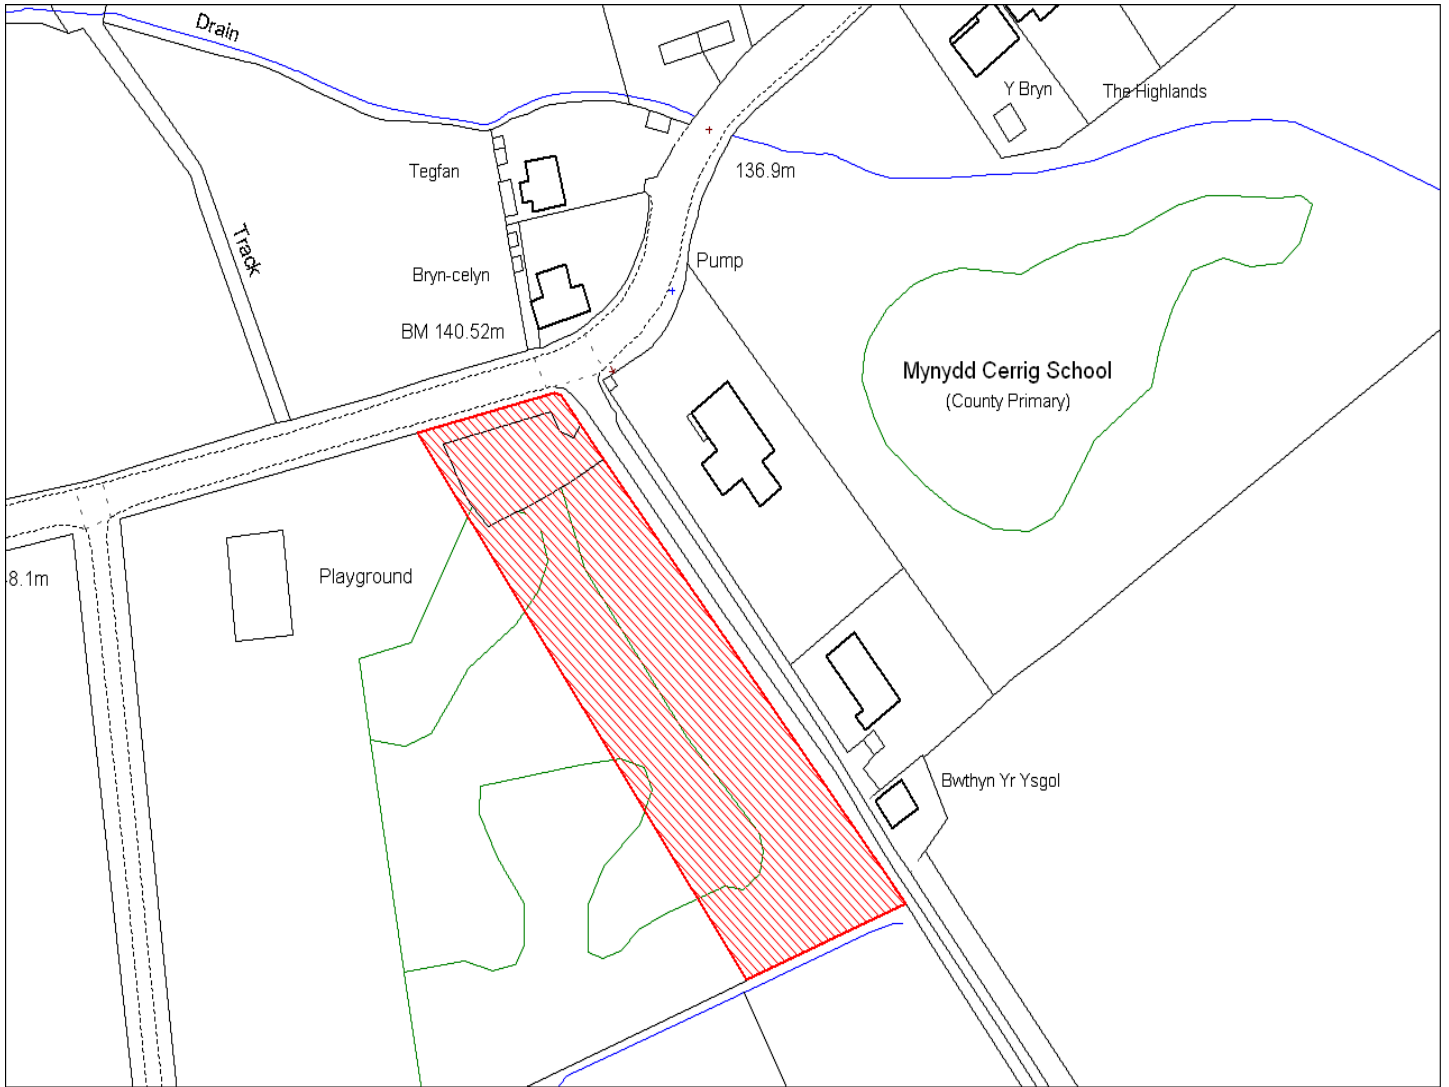 Drain
Y Bryn
The Highlands
Tegfan
136.9m
Track
Pump
Bryn-celyn
BM 140.52m
Mynydd Cerrig School
(County Primary)
8.1m
Playground
Bwthyn Yr Ysgol